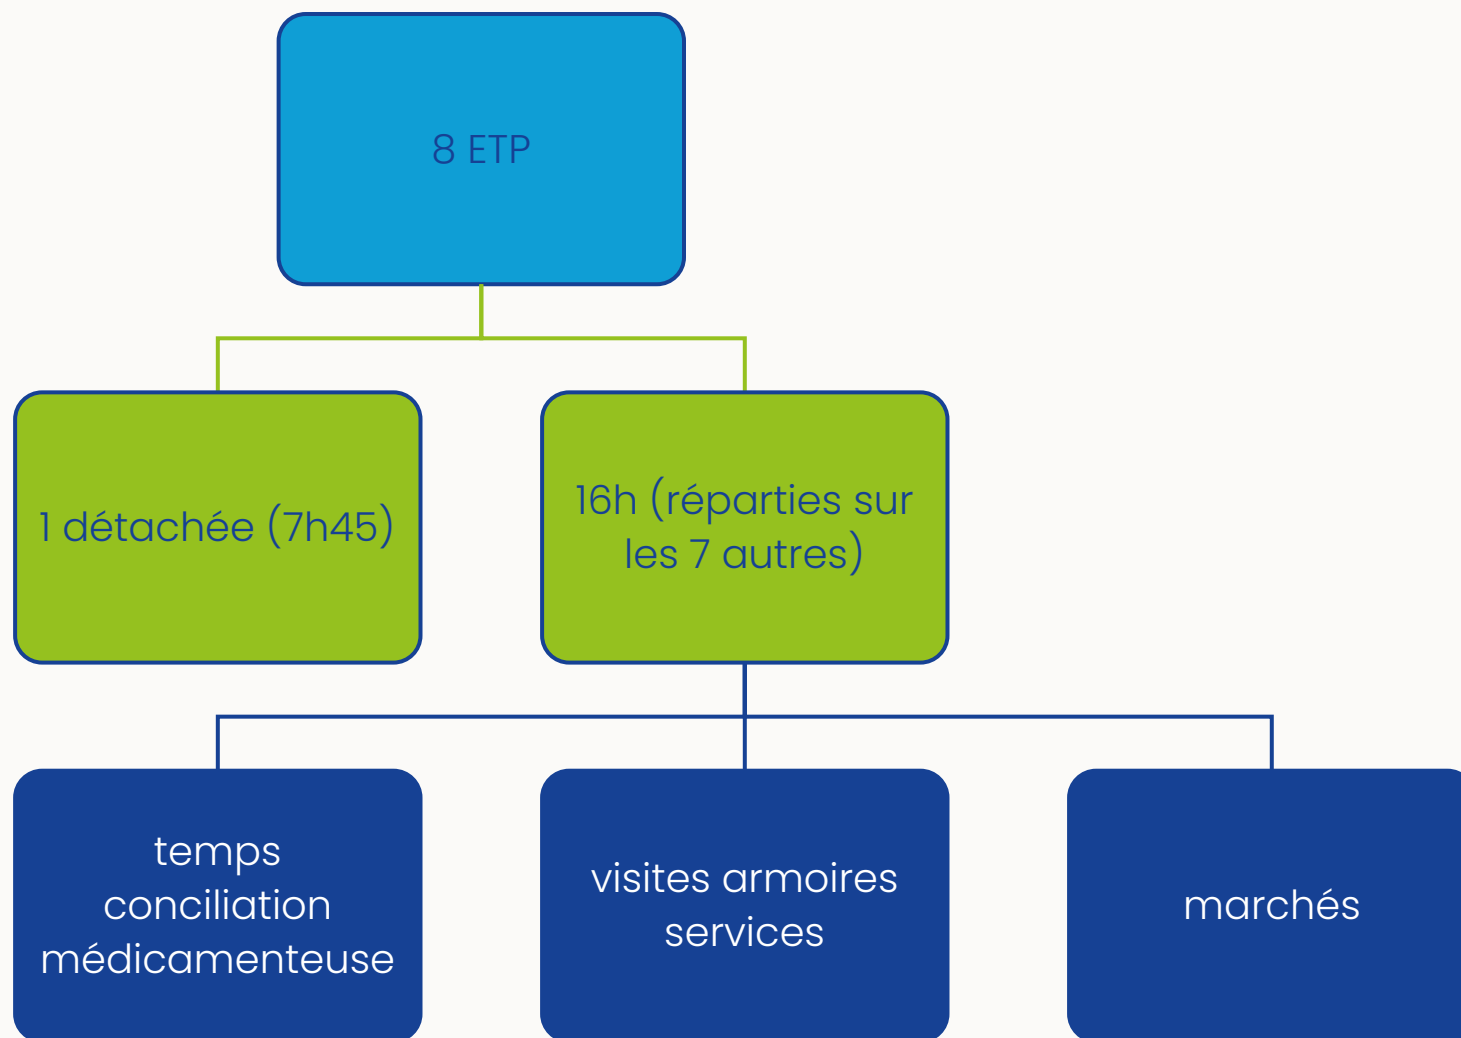 8 ETP
1 détachée (7h45)
16h (réparties sur
les 7 autres)
temps
conciliation
médicamenteuse
visites armoires
services
marchés